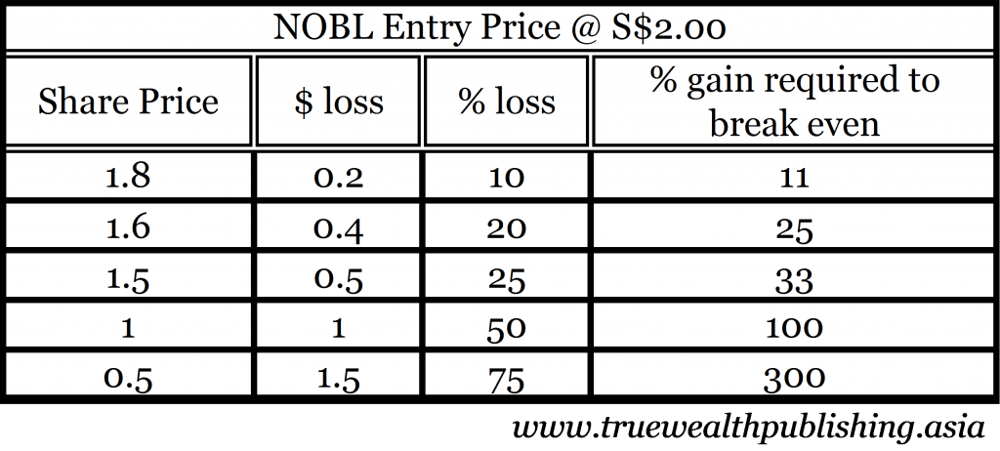 NOBL Entry Price @ S$2.00
Share Price $ loss % loss % gain required to break even
1.8 0.2 10 11
1.6 0.4 20 25
1.5 0.5 25 33
1 1 50 100
0.5 1.5 75 300
www.truewealthpublishing.asia